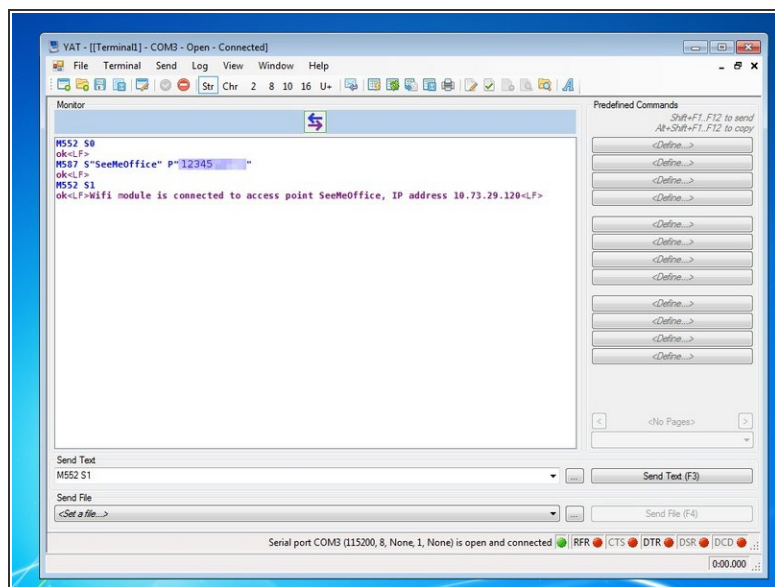 YAT - [[Terminal1] - COM3 - Open - Connected]
File Terminal Send Log View Window Help
Str Chr 2 8 10 16 U+
Monitor
Predefined Commands
Shift+F1..F12 to send
Alt+Shift+F1..F12 to copy
M552 S0
ok<LF>
M587 S"SeeMeOffice" P"12345 "
ok<LF>
M552 S1
ok<LF>Wifi module is connected to access point SeeMeOffice, IP address 10.73.29.120<LF>
<Define...>
<Define...>
<Define...>
<Define...>
<Define...>
<Define...>
<Define...>
<Define...>
<Define...>
<Define...>
<Define...>
<Define...>
< <No Pages> >
Send Text
M552 S1
...
Send Text (F3)
Send File
<Set a file...>
...
Send File (F4)
Serial port COM3 (115200, 8, None, 1, None) is open and connected RFR CTS DTR DSR DCD
0:00.000